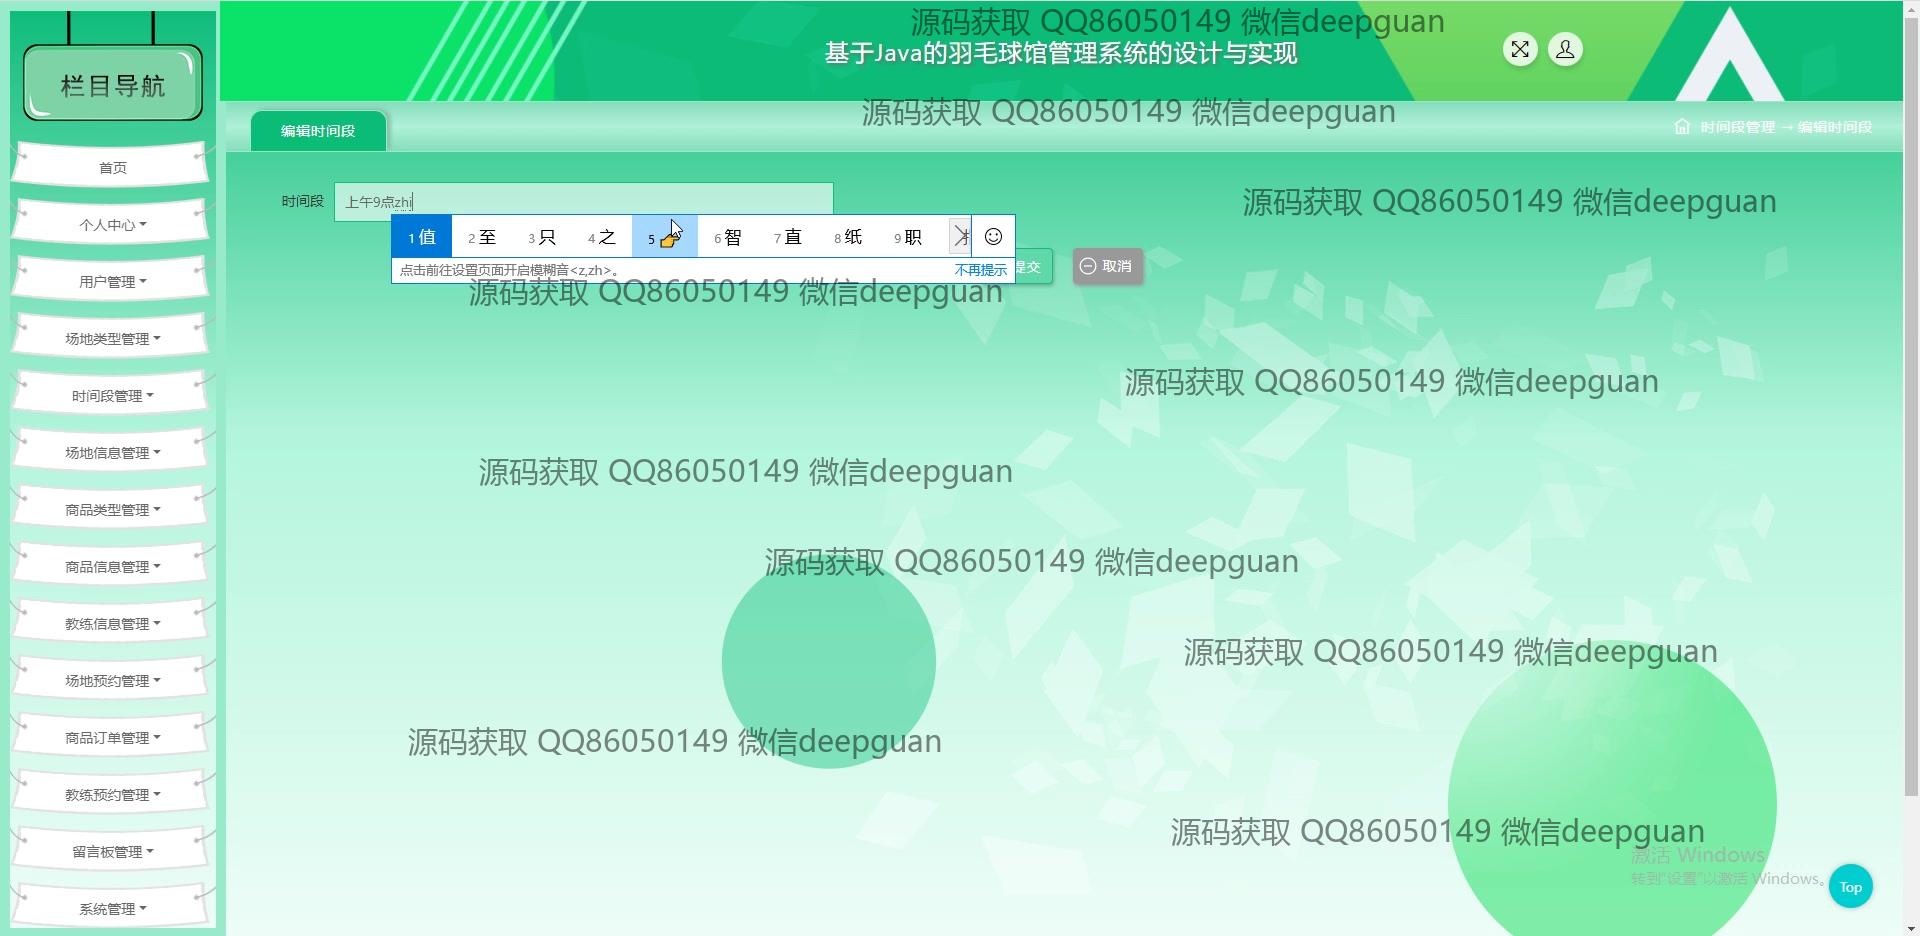 源码获取 QQ86050149 微信deepguan
基于Java的羽毛球馆管理系统的设计与实现
栏目导航
源码获取 QQ86050149 微信deepguan
编辑时间段
时间段管理 → 编辑时间段
首页
个人中心
用户管理
场地类型管理
时间段管理
场地信息管理
商品类型管理
商品信息管理
教练信息管理
场地预约管理
商品订单管理
教练预约管理
留言板管理
系统管理
时间段 上午9点zhi
源码获取 QQ86050149 微信deepguan
1 值 2 至 3 只 4 之 5 👉 6 智 7 直 8 纸 9 职
点击前往设置页面开启模糊音<z,zh>。 不再提示
提交 取消
源码获取 QQ86050149 微信deepguan
源码获取 QQ86050149 微信deepguan
源码获取 QQ86050149 微信deepguan
源码获取 QQ86050149 微信deepguan
源码获取 QQ86050149 微信deepguan
源码获取 QQ86050149 微信deepguan
源码获取 QQ86050149 微信deepguan
激活 Windows
转到"设置"以激活 Windows。
Top